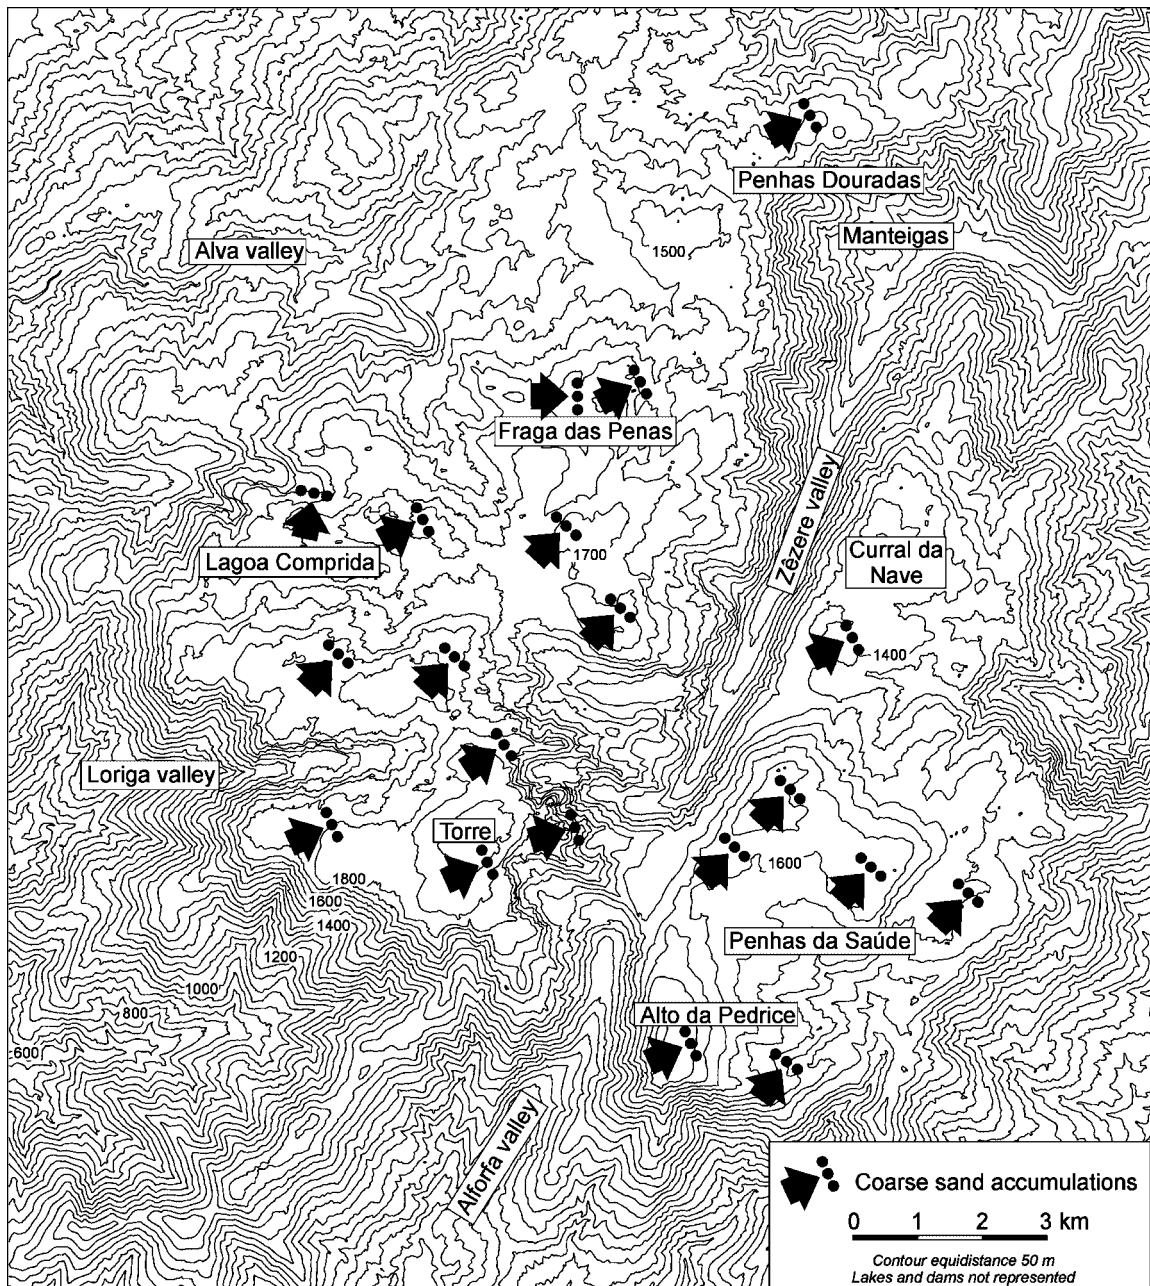 Penhas Douradas
Manteigas
Alva valley
1500
Fraga das Penas
Zêzere valley
Lagoa Comprida
1700
Curral da
Nave
1400
Loriga valley
Torre
1600
1800
1600
1400
1200
1000
800
600
Penhas da Saúde
Alto da Pedrice
Alforfa valley
Coarse sand accumulations
0 1 2 3 km
Contour equidistance 50 m
Lakes and dams not represented